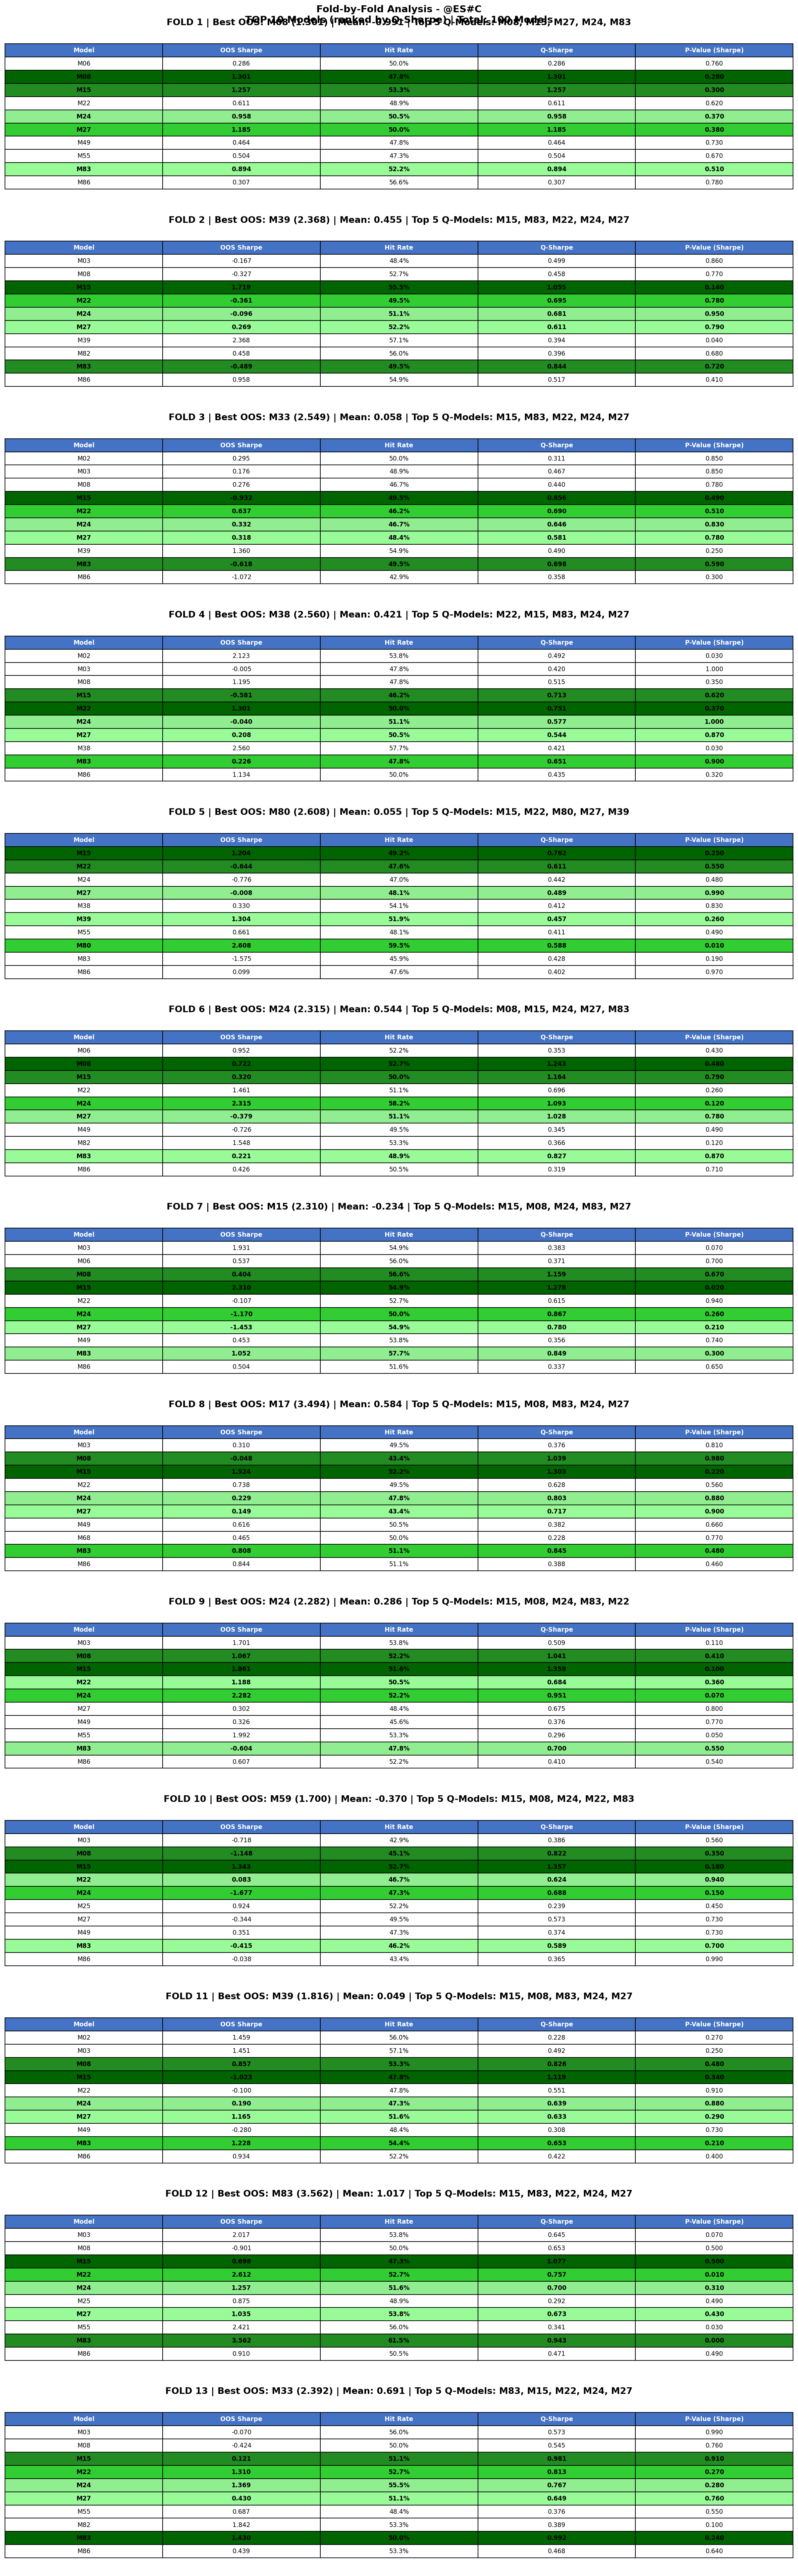 Fold-by-Fold Analysis - @ES#C
TOP 10 Models (ranked by Q-Sharpe) | Total: 100 Models
FOLD 1 | Best OOS: M08 (1.301) | Mean: -0.991 | Top 5 Q-Models: M08, M15, M27, M24, M83
Model OOS Sharpe Hit Rate Q-Sharpe P-Value (Sharpe)
M06 0.286 50.0% 0.286 0.760
M08 1.301 47.8% 1.301 0.280
M15 1.257 53.3% 1.257 0.300
M22 0.611 48.9% 0.611 0.620
M24 0.958 50.5% 0.958 0.370
M27 1.185 50.0% 1.185 0.380
M49 0.464 47.8% 0.464 0.730
M55 0.504 47.3% 0.504 0.670
M83 0.894 52.2% 0.894 0.510
M86 0.307 56.6% 0.307 0.780
FOLD 2 | Best OOS: M39 (2.368) | Mean: 0.455 | Top 5 Q-Models: M15, M83, M22, M24, M27
Model OOS Sharpe Hit Rate Q-Sharpe P-Value (Sharpe)
M03 -0.167 48.4% 0.499 0.860
M08 -0.327 52.7% 0.458 0.770
M15 1.719 55.5% 1.055 0.140
M22 -0.361 49.5% 0.695 0.780
M24 -0.096 51.1% 0.681 0.950
M27 0.269 52.2% 0.611 0.790
M39 2.368 57.1% 0.394 0.040
M82 0.458 56.0% 0.396 0.680
M83 -0.489 49.5% 0.844 0.720
M86 0.958 54.9% 0.517 0.410
FOLD 3 | Best OOS: M33 (2.549) | Mean: 0.058 | Top 5 Q-Models: M15, M83, M22, M24, M27
Model OOS Sharpe Hit Rate Q-Sharpe P-Value (Sharpe)
M02 0.295 50.0% 0.311 0.850
M03 0.176 48.9% 0.467 0.850
M08 0.276 46.7% 0.440 0.780
M15 -0.932 49.5% 0.856 0.490
M22 0.637 46.2% 0.690 0.510
M24 0.332 46.7% 0.646 0.830
M27 0.318 48.4% 0.581 0.780
M39 1.360 54.9% 0.490 0.250
M83 -0.618 49.5% 0.698 0.590
M86 -1.072 42.9% 0.358 0.300
FOLD 4 | Best OOS: M38 (2.560) | Mean: 0.421 | Top 5 Q-Models: M22, M15, M83, M24, M27
Model OOS Sharpe Hit Rate Q-Sharpe P-Value (Sharpe)
M02 2.123 53.8% 0.492 0.030
M03 -0.005 47.8% 0.420 1.000
M08 1.195 47.8% 0.515 0.350
M15 -0.581 46.2% 0.713 0.620
M22 1.301 50.0% 0.751 0.370
M24 -0.040 51.1% 0.577 1.000
M27 0.208 50.5% 0.544 0.870
M38 2.560 57.7% 0.421 0.030
M83 0.226 47.8% 0.651 0.900
M86 1.134 50.0% 0.435 0.320
FOLD 5 | Best OOS: M80 (2.608) | Mean: 0.055 | Top 5 Q-Models: M15, M22, M80, M27, M39
Model OOS Sharpe Hit Rate Q-Sharpe P-Value (Sharpe)
M15 1.204 49.2% 0.782 0.250
M22 -0.644 47.6% 0.611 0.550
M24 -0.776 47.0% 0.442 0.480
M27 -0.008 48.1% 0.489 0.990
M38 0.330 54.1% 0.412 0.830
M39 1.304 51.9% 0.457 0.260
M55 0.661 48.1% 0.411 0.490
M80 2.608 59.5% 0.588 0.010
M83 -1.575 45.9% 0.428 0.190
M86 0.099 47.6% 0.402 0.970
FOLD 6 | Best OOS: M24 (2.315) | Mean: 0.544 | Top 5 Q-Models: M08, M15, M24, M27, M83
Model OOS Sharpe Hit Rate Q-Sharpe P-Value (Sharpe)
M06 0.952 52.2% 0.353 0.430
M08 0.722 52.7% 1.243 0.480
M15 0.320 50.0% 1.164 0.790
M22 1.461 51.1% 0.696 0.260
M24 2.315 58.2% 1.093 0.120
M27 -0.379 51.1% 1.028 0.780
M49 -0.726 49.5% 0.345 0.490
M82 1.548 53.3% 0.366 0.120
M83 0.221 48.9% 0.827 0.870
M86 0.426 50.5% 0.319 0.710
FOLD 7 | Best OOS: M15 (2.310) | Mean: -0.234 | Top 5 Q-Models: M15, M08, M24, M83, M27
Model OOS Sharpe Hit Rate Q-Sharpe P-Value (Sharpe)
M03 1.931 54.9% 0.383 0.070
M06 0.537 56.0% 0.371 0.700
M08 0.404 56.6% 1.159 0.670
M15 2.310 54.9% 1.278 0.020
M22 -0.107 52.7% 0.615 0.940
M24 -1.170 50.0% 0.867 0.260
M27 -1.453 54.9% 0.780 0.210
M49 0.453 53.8% 0.356 0.740
M83 1.052 57.7% 0.849 0.300
M86 0.504 51.6% 0.337 0.650
FOLD 8 | Best OOS: M17 (3.494) | Mean: 0.584 | Top 5 Q-Models: M15, M08, M83, M24, M27
Model OOS Sharpe Hit Rate Q-Sharpe P-Value (Sharpe)
M03 0.310 49.5% 0.376 0.810
M08 -0.048 43.4% 1.039 0.980
M15 1.924 52.2% 1.305 0.220
M22 0.738 49.5% 0.628 0.560
M24 0.229 47.8% 0.803 0.880
M27 0.149 43.4% 0.717 0.900
M49 0.616 50.5% 0.382 0.660
M68 0.465 50.0% 0.228 0.770
M83 0.808 51.1% 0.845 0.480
M86 0.844 51.1% 0.388 0.460
FOLD 9 | Best OOS: M24 (2.282) | Mean: 0.286 | Top 5 Q-Models: M15, M08, M24, M83, M22
Model OOS Sharpe Hit Rate Q-Sharpe P-Value (Sharpe)
M03 1.701 53.8% 0.509 0.110
M08 1.067 52.2% 1.041 0.410
M15 1.861 51.6% 1.359 0.100
M22 1.188 50.5% 0.684 0.360
M24 2.282 52.2% 0.951 0.070
M27 0.302 48.4% 0.675 0.800
M49 0.326 45.6% 0.376 0.770
M55 1.992 53.3% 0.296 0.050
M83 -0.604 47.8% 0.700 0.550
M86 0.607 52.2% 0.410 0.540
FOLD 10 | Best OOS: M59 (1.700) | Mean: -0.370 | Top 5 Q-Models: M15, M08, M24, M22, M83
Model OOS Sharpe Hit Rate Q-Sharpe P-Value (Sharpe)
M03 -0.718 42.9% 0.386 0.560
M08 -1.148 45.1% 0.822 0.350
M15 1.343 52.7% 1.357 0.180
M22 0.083 46.7% 0.624 0.940
M24 -1.677 47.3% 0.688 0.150
M25 0.924 52.2% 0.239 0.450
M27 -0.344 49.5% 0.573 0.730
M49 0.351 47.3% 0.374 0.730
M83 -0.415 46.2% 0.589 0.700
M86 -0.038 43.4% 0.365 0.990
FOLD 11 | Best OOS: M39 (1.816) | Mean: 0.049 | Top 5 Q-Models: M15, M08, M83, M24, M27
Model OOS Sharpe Hit Rate Q-Sharpe P-Value (Sharpe)
M02 1.459 56.0% 0.228 0.270
M03 1.451 57.1% 0.492 0.250
M08 0.857 53.3% 0.826 0.480
M15 -1.023 47.8% 1.119 0.340
M22 -0.100 47.8% 0.551 0.910
M24 0.190 47.3% 0.639 0.880
M27 1.165 51.6% 0.633 0.290
M49 -0.280 48.4% 0.308 0.730
M83 1.228 54.4% 0.653 0.210
M86 0.934 52.2% 0.422 0.400
FOLD 12 | Best OOS: M83 (3.562) | Mean: 1.017 | Top 5 Q-Models: M15, M83, M22, M24, M27
Model OOS Sharpe Hit Rate Q-Sharpe P-Value (Sharpe)
M03 2.017 53.8% 0.645 0.070
M08 -0.901 50.0% 0.653 0.500
M15 0.698 47.3% 1.077 0.500
M22 2.612 52.7% 0.757 0.010
M24 1.257 51.6% 0.700 0.310
M25 0.875 48.9% 0.292 0.490
M27 1.035 53.8% 0.673 0.430
M55 2.421 56.0% 0.341 0.030
M83 3.562 61.5% 0.943 0.000
M86 0.910 50.5% 0.471 0.490
FOLD 13 | Best OOS: M33 (2.392) | Mean: 0.691 | Top 5 Q-Models: M83, M15, M22, M24, M27
Model OOS Sharpe Hit Rate Q-Sharpe P-Value (Sharpe)
M03 -0.070 56.0% 0.573 0.990
M08 -0.424 50.0% 0.545 0.760
M15 0.121 51.1% 0.981 0.910
M22 1.310 52.7% 0.813 0.270
M24 1.369 55.5% 0.767 0.280
M27 0.430 51.1% 0.649 0.760
M55 0.687 48.4% 0.376 0.550
M82 1.842 53.3% 0.389 0.100
M83 1.430 50.0% 0.992 0.240
M86 0.439 53.3% 0.468 0.640